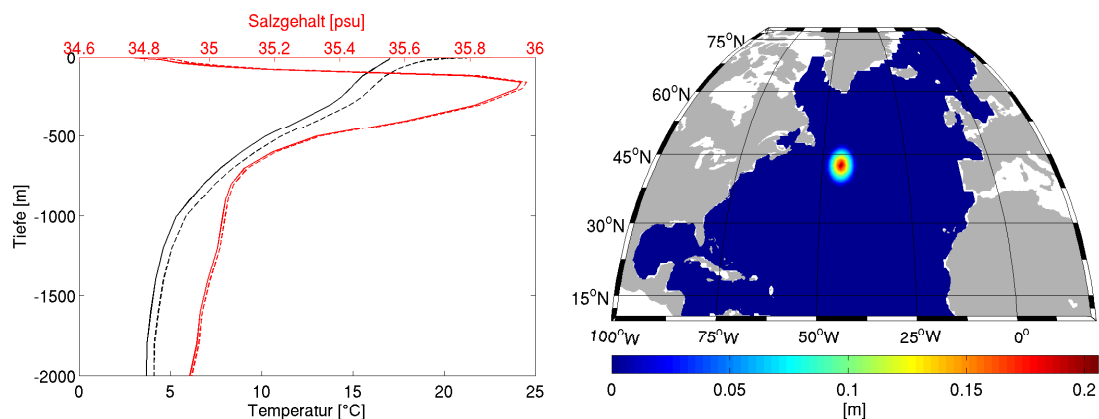 Salzgehalt [psu]
34.6 34.8 35 35.2 35.4 35.6 35.8 36
0
-500
-1000
-1500
-2000
Tiefe [m]
0 5 10 15 20 25
Temperatur [°C]
75°N
60°N
45°N
30°N
15°N
100°W 75°W 50°W 25°W 0°
0 0.05 0.1 0.15 0.2
[m]